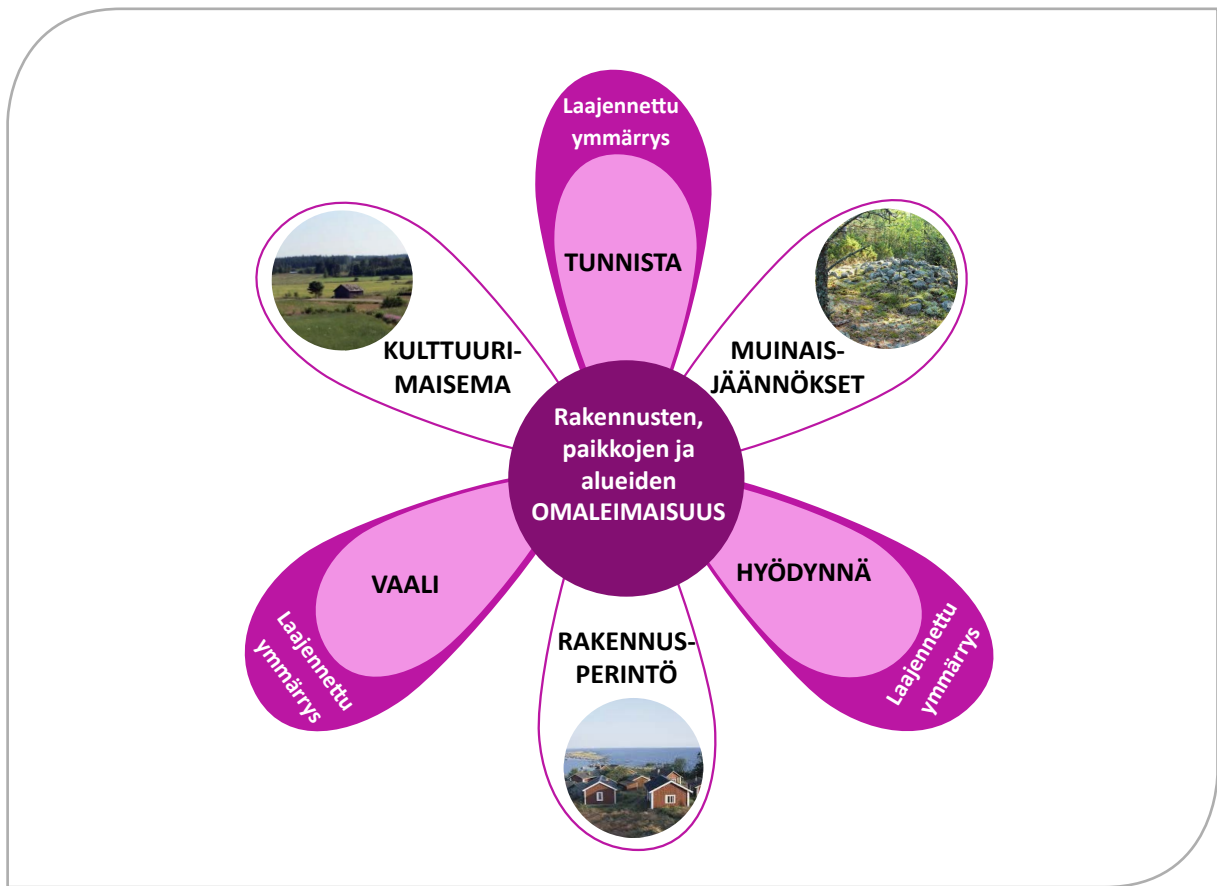 Laajennettu
ymmärrys
TUNNISTA
KULTTUURI-
MAISEMA
MUINAIS-
JÄÄNNÖKSET
Rakennusten,
paikkojen ja
alueiden
OMALEIMAISUUS
VAALI
Laajennettu
ymmärrys
HYÖDYNNÄ
Laajennettu
ymmärrys
RAKENNUS-
PERINTÖ